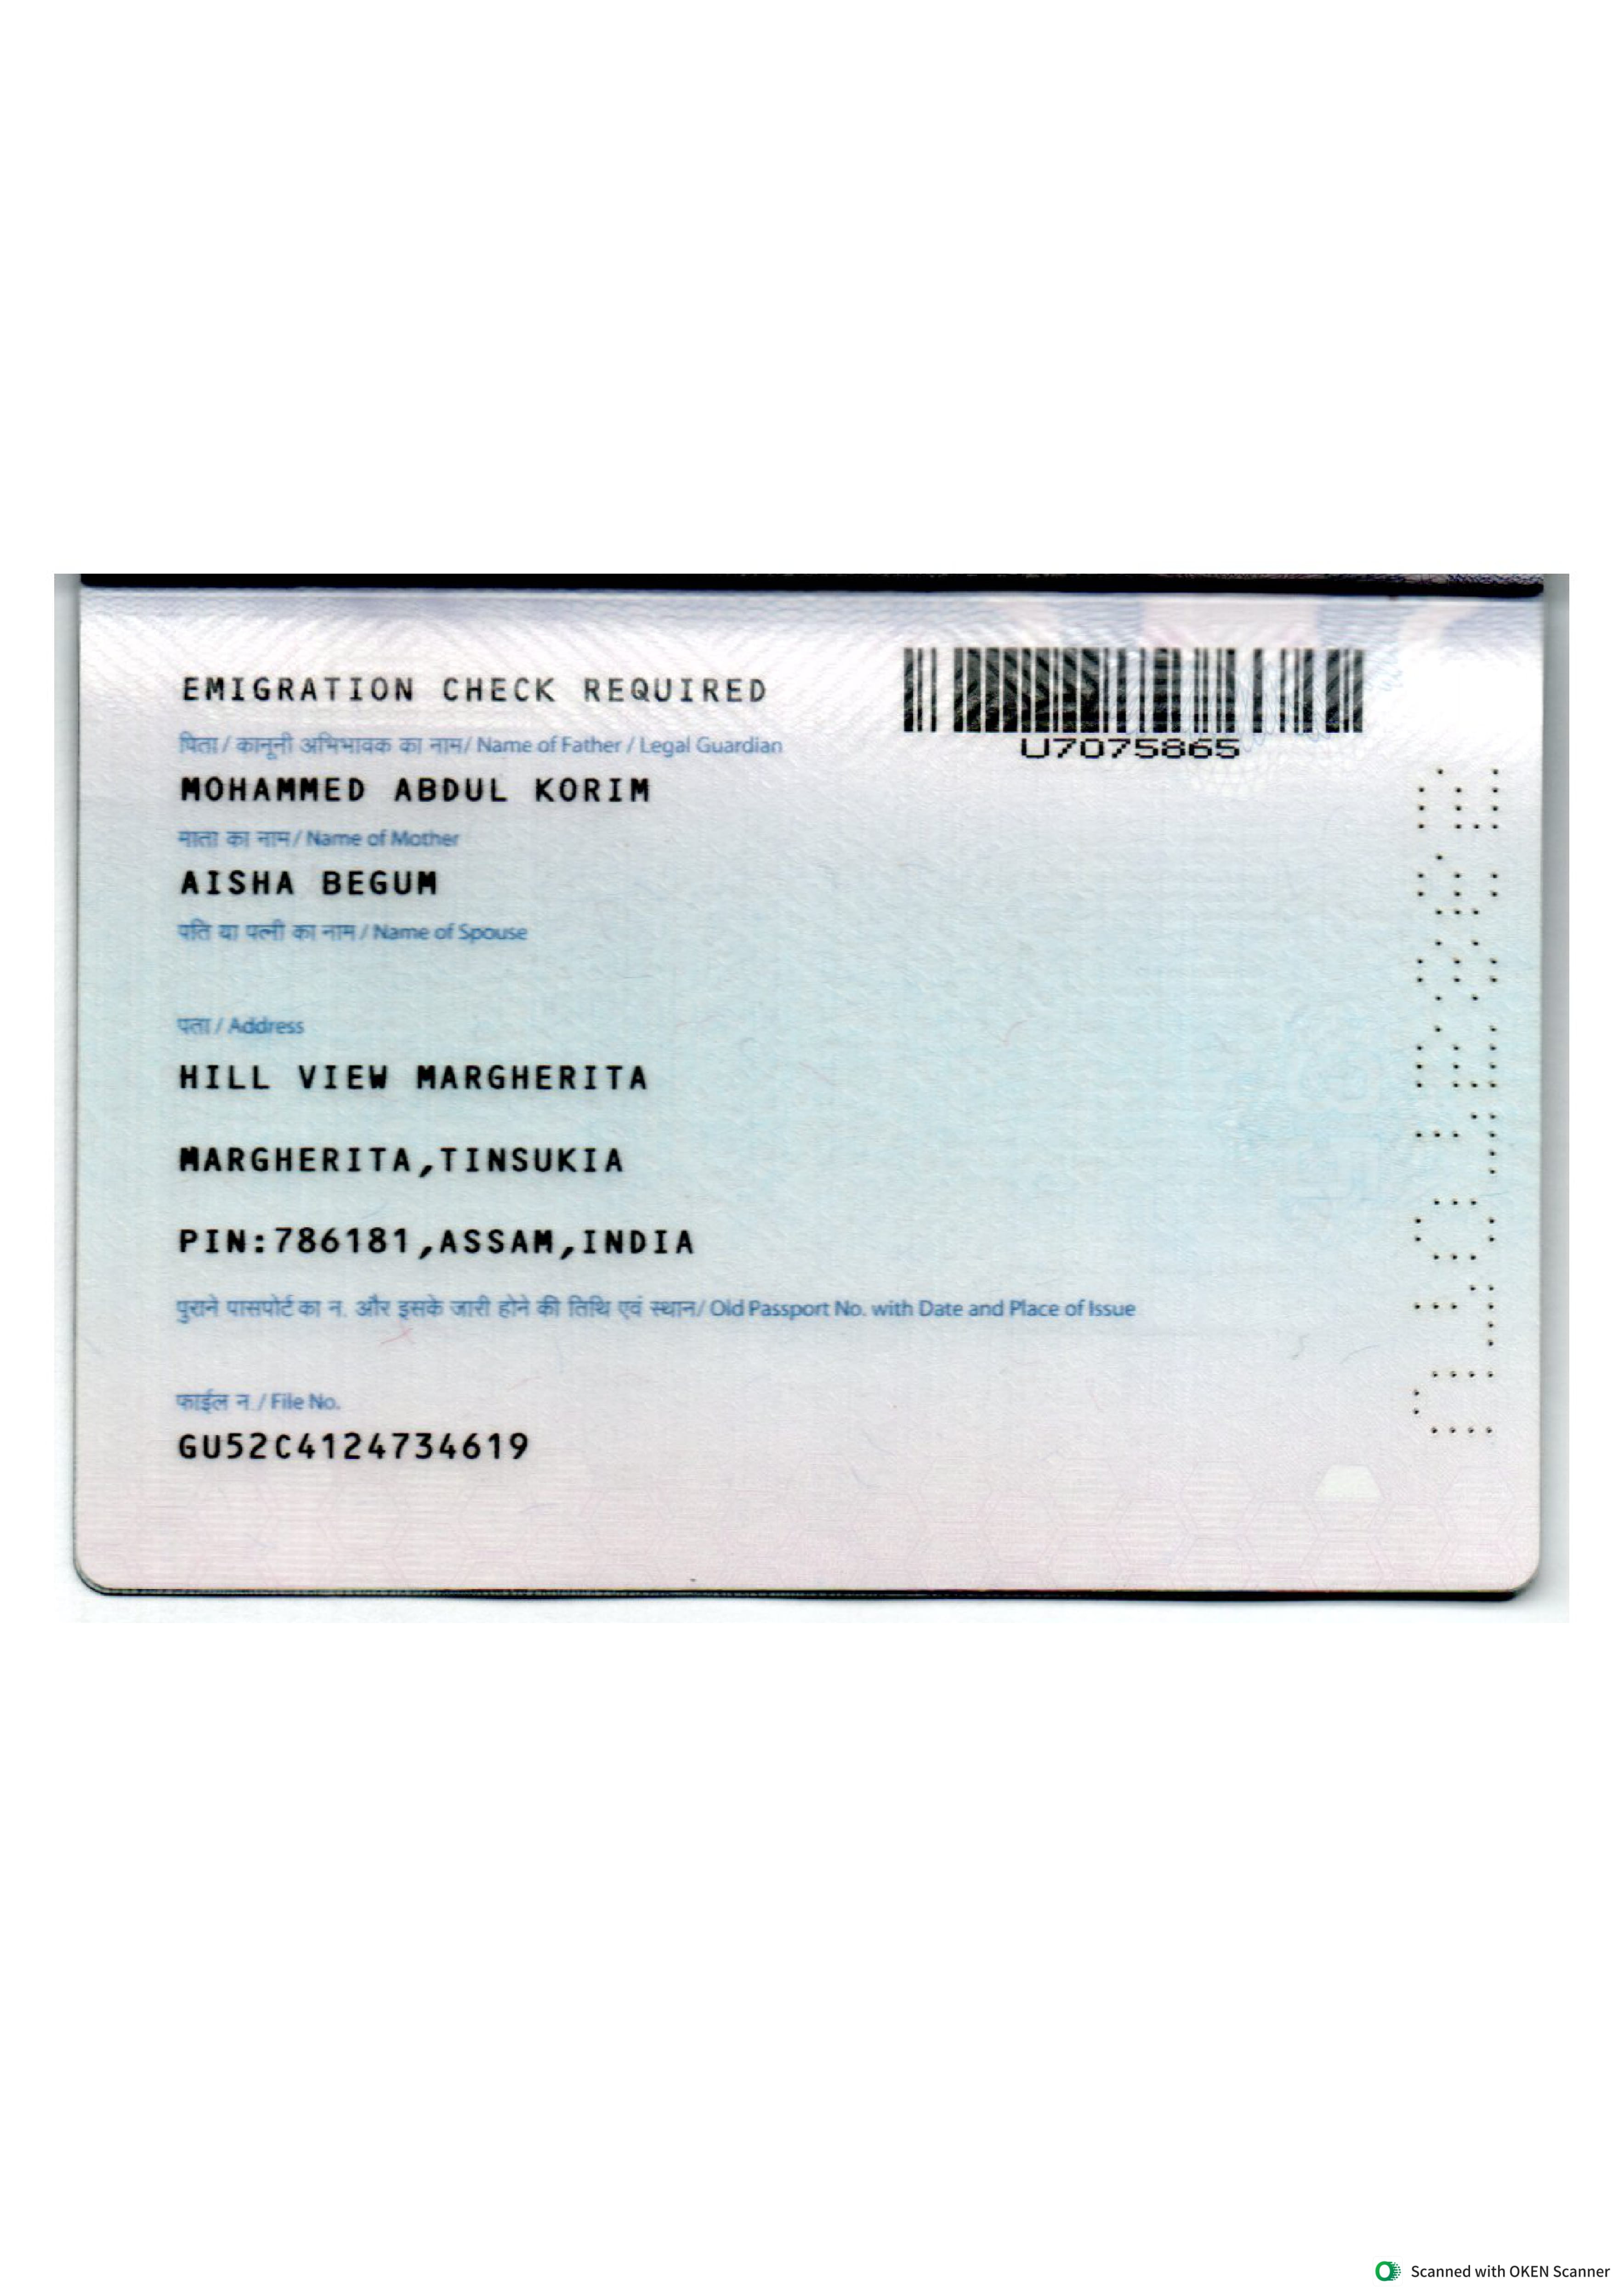 EMIGRATION CHECK REQUIRED
U7075865
पिता / कानूनी अभिभावक का नाम / Name of Father / Legal Guardian
MOHAMMED ABDUL KORIM
माता का नाम / Name of Mother
AISHA BEGUM
पति या पत्नी का नाम / Name of Spouse
पता / Address
HILL VIEW MARGHERITA
MARGHERITA,TINSUKIA
PIN:786181,ASSAM,INDIA
पुराने पासपोर्ट का न. और इसके जारी होने की तिथि एवं स्थान/ Old Passport No. with Date and Place of Issue
फाईल न. / File No.
GU52C4124734619
Scanned with OKEN Scanner